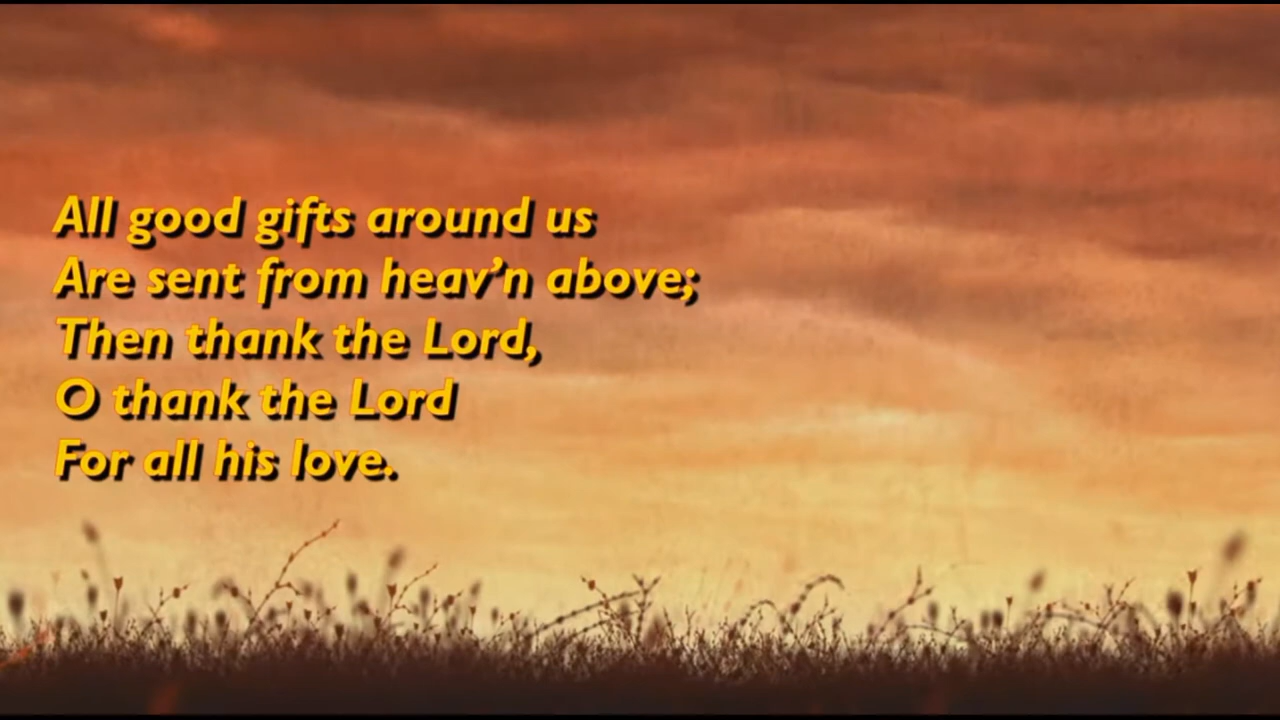 All good gifts around us
Are sent from heav’n above;
Then thank the Lord,
O thank the Lord
For all his love.